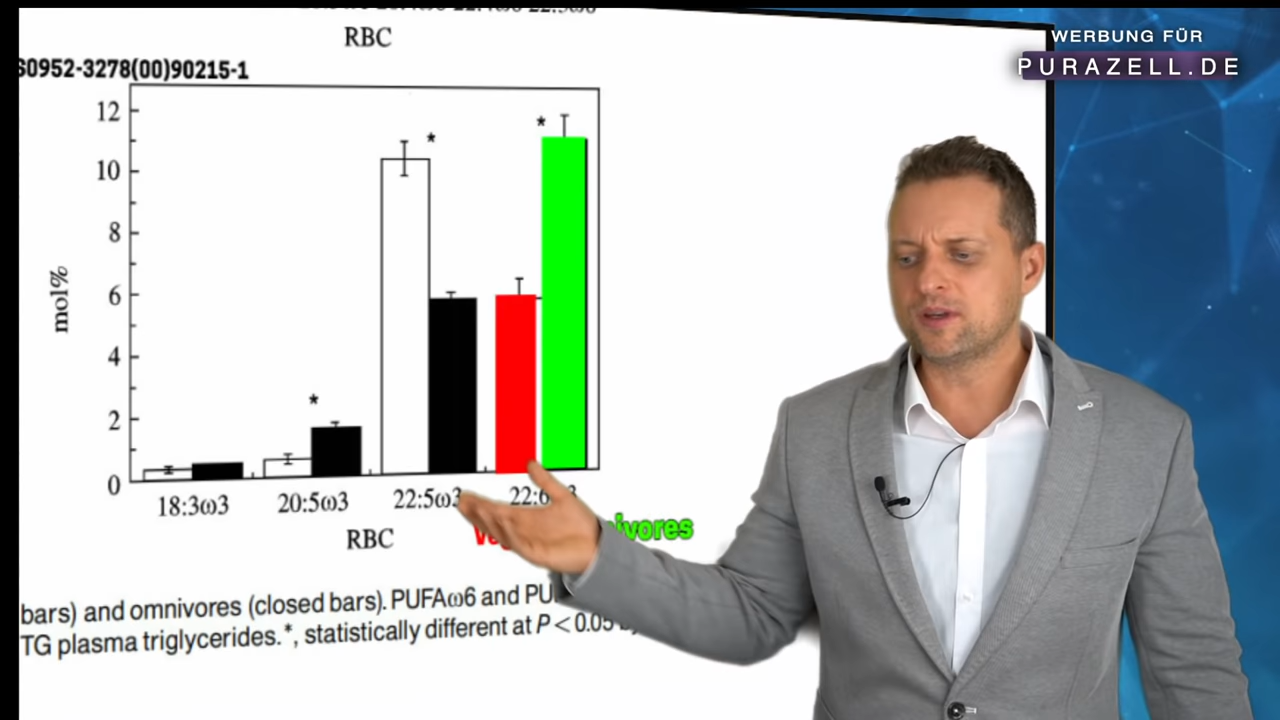 RBC
WERBUNG FÜR
PURAZELL.DE
S0952-3278(00)90215-1
12
10
8
6
4
2
0
mol%
*
*
*
18:3ω3
20:5ω3
22:5ω3
RBC
bars) and omnivores (closed bars). PUFAω6 and
TG plasma triglycerides. *, statistically different at P < 0.05